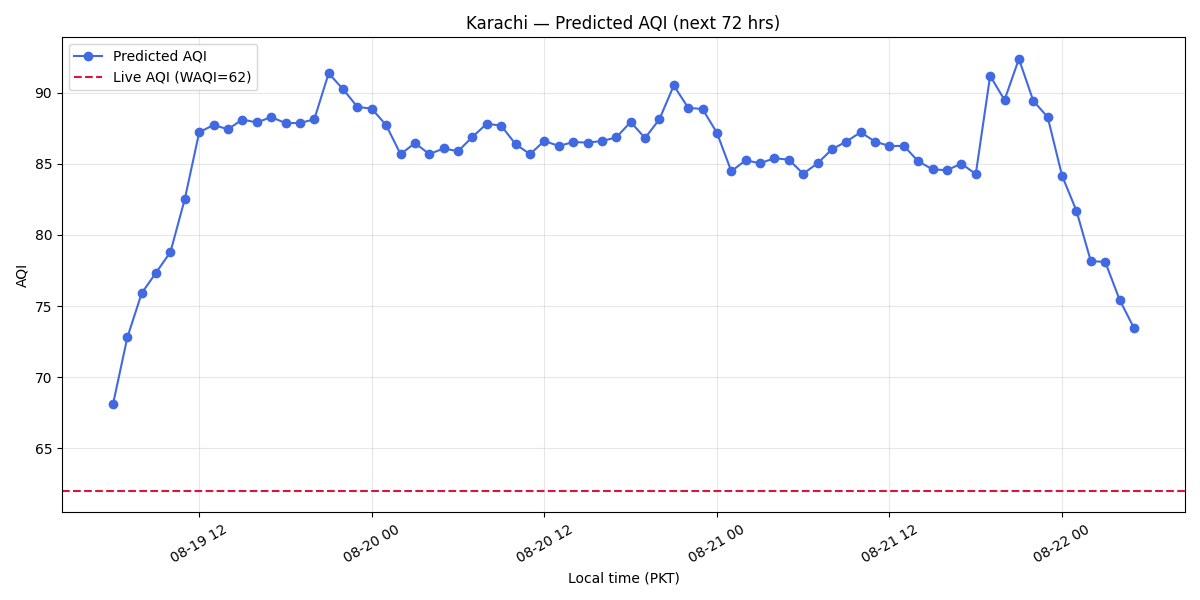 Karachi — Predicted AQI (next 72 hrs)
Predicted AQI
Live AQI (WAQI=62)
AQI
90
85
80
75
70
65
08-19 12
08-20 00
08-20 12
08-21 00
08-21 12
08-22 00
Local time (PKT)